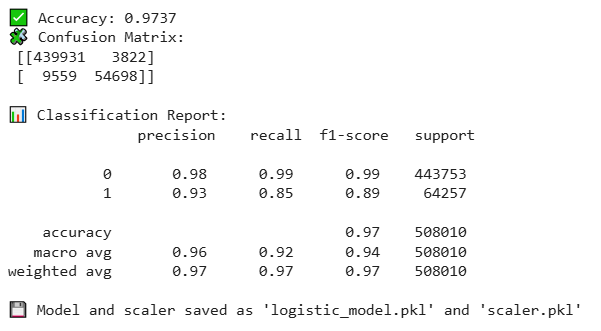 ✅ Accuracy: 0.9737
🧩 Confusion Matrix:
[[439931 3822]
[ 9559 54698]]
📊 Classification Report:
precision recall f1-score support
0 0.98 0.99 0.99 443753
1 0.93 0.85 0.89 64257
accuracy 0.97 508010
macro avg 0.96 0.92 0.94 508010
weighted avg 0.97 0.97 0.97 508010
💾 Model and scaler saved as 'logistic_model.pkl' and 'scaler.pkl'